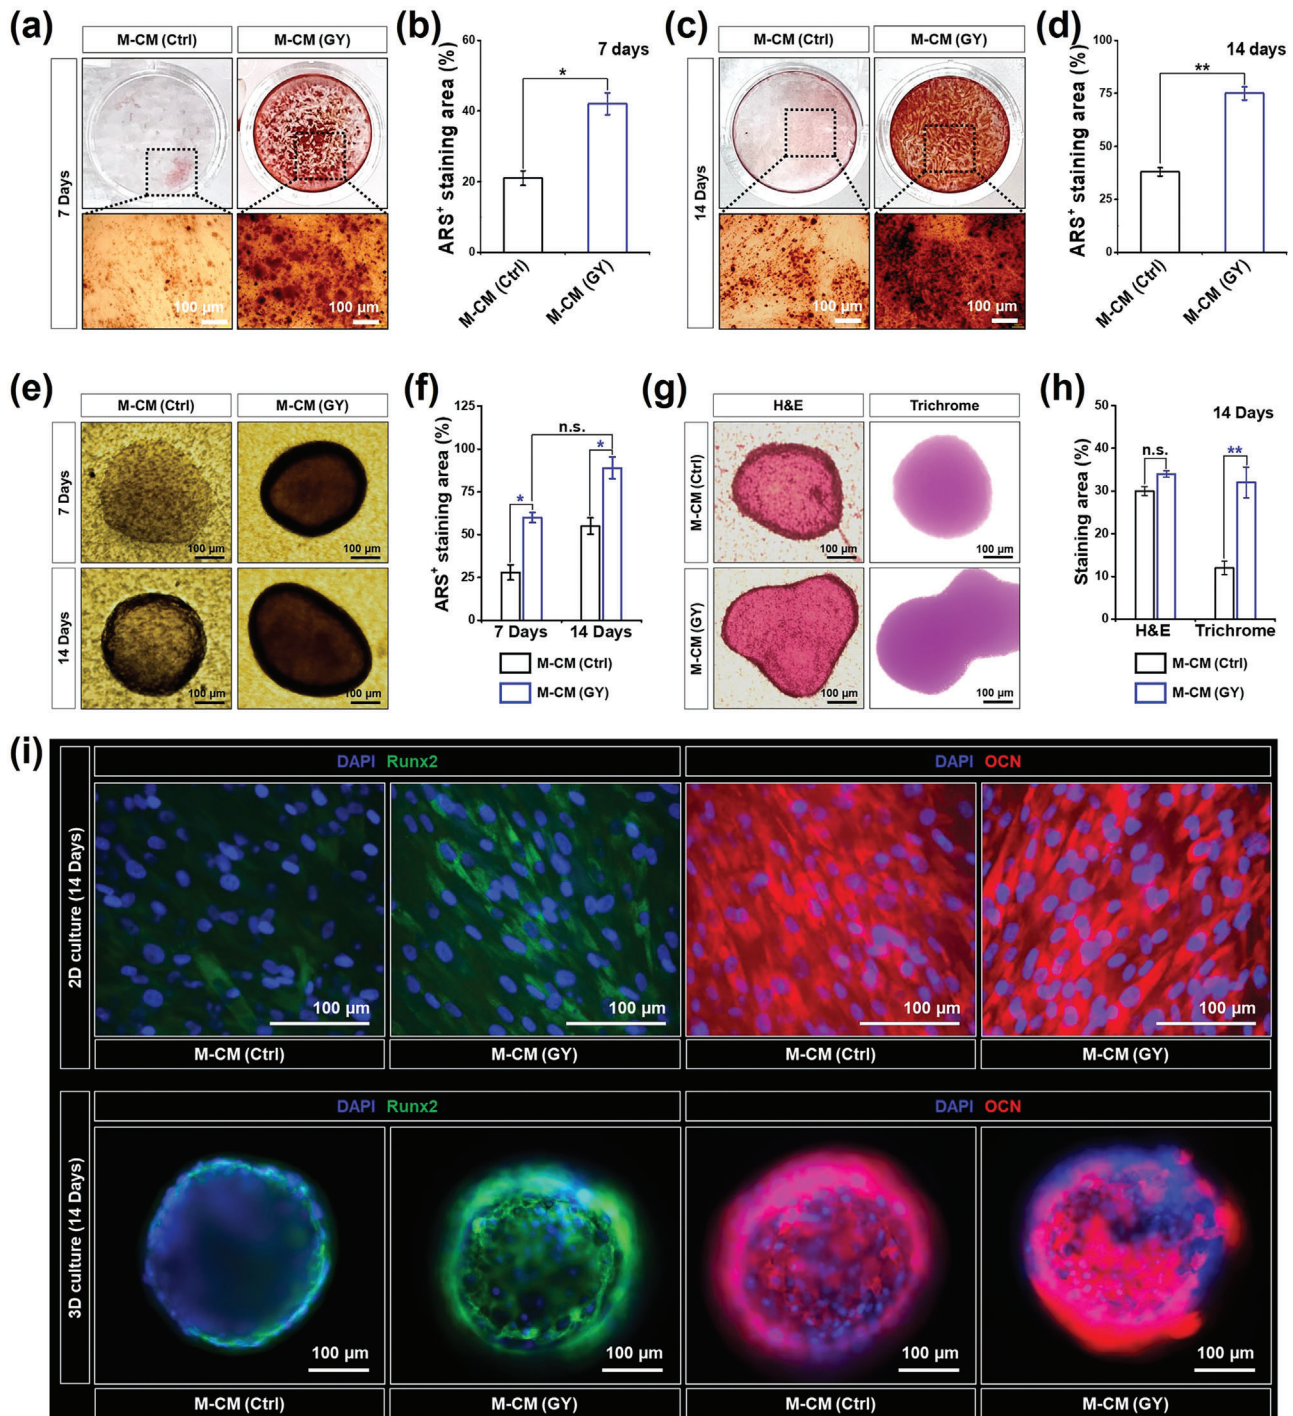 (a)
M-CM (Ctrl)
M-CM (GY)
7 Days
100 µm
100 µm
(b)
7 days
ARS+ staining area (%)
60
40
20
0
*
M-CM (Ctrl)
M-CM (GY)
(c)
M-CM (Ctrl)
M-CM (GY)
14 Days
100 µm
100 µm
(d)
14 days
ARS+ staining area (%)
100
75
50
25
0
**
M-CM (Ctrl)
M-CM (GY)
(e)
M-CM (Ctrl)
M-CM (GY)
7 Days
100 µm
100 µm
14 Days
100 µm
100 µm
(f)
ARS+ staining area (%)
125
100
75
50
25
0
n.s.
*
*
7 Days
14 Days
M-CM (Ctrl)
M-CM (GY)
(g)
H&E
Trichrome
M-CM (Ctrl)
100 µm
100 µm
M-CM (GY)
100 µm
100 µm
(h)
14 Days
Staining area (%)
50
40
30
20
10
0
n.s.
**
H&E
Trichrome
M-CM (Ctrl)
M-CM (GY)
(i)
2D culture (14 Days)
DAPI Runx2
DAPI OCN
100 µm
100 µm
100 µm
100 µm
M-CM (Ctrl)
M-CM (GY)
M-CM (Ctrl)
M-CM (GY)
3D culture (14 Days)
DAPI Runx2
DAPI OCN
100 µm
100 µm
100 µm
100 µm
M-CM (Ctrl)
M-CM (GY)
M-CM (Ctrl)
M-CM (GY)